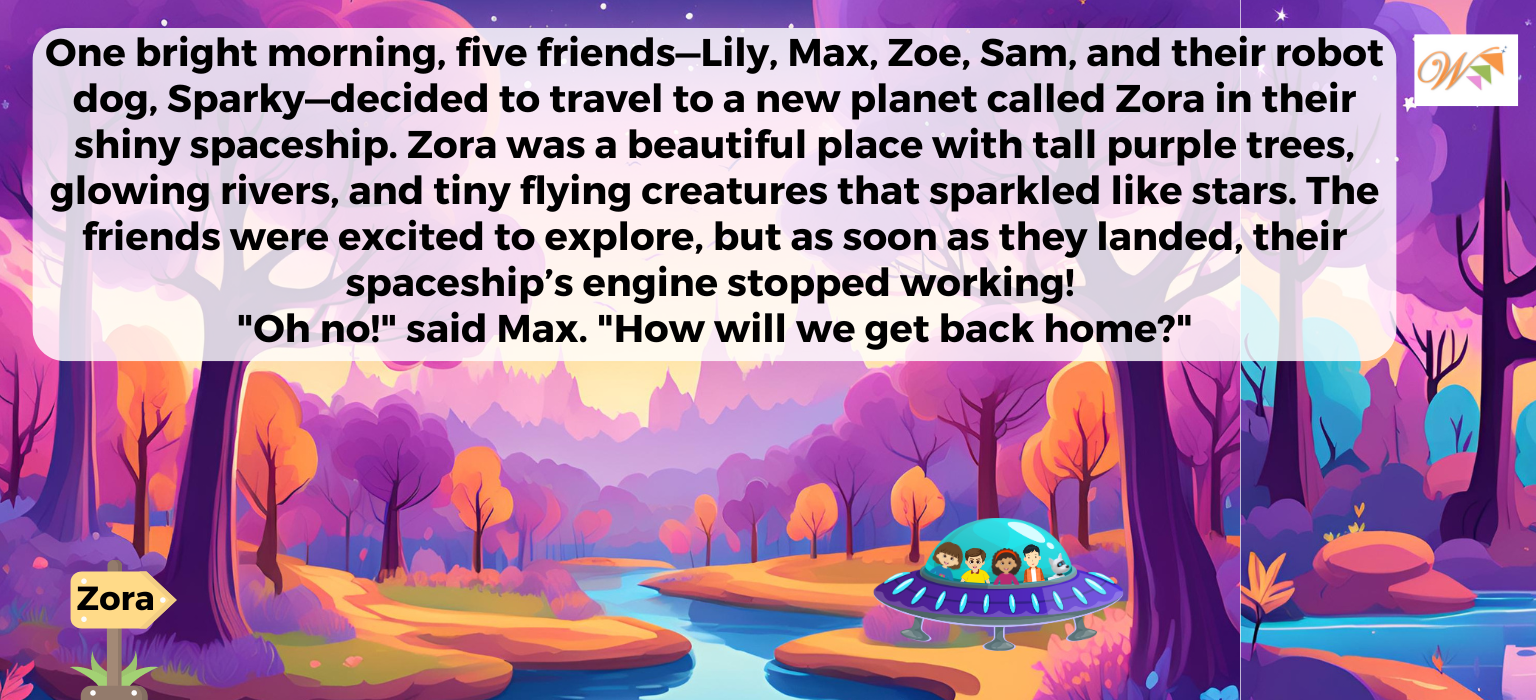 One bright morning, five friends—Lily, Max, Zoe, Sam, and their robot
dog, Sparky—decided to travel to a new planet called Zora in their
shiny spaceship. Zora was a beautiful place with tall purple trees,
glowing rivers, and tiny flying creatures that sparkled like stars. The
friends were excited to explore, but as soon as they landed, their
spaceship’s engine stopped working!
"Oh no!" said Max. "How will we get back home?"
W
Zora